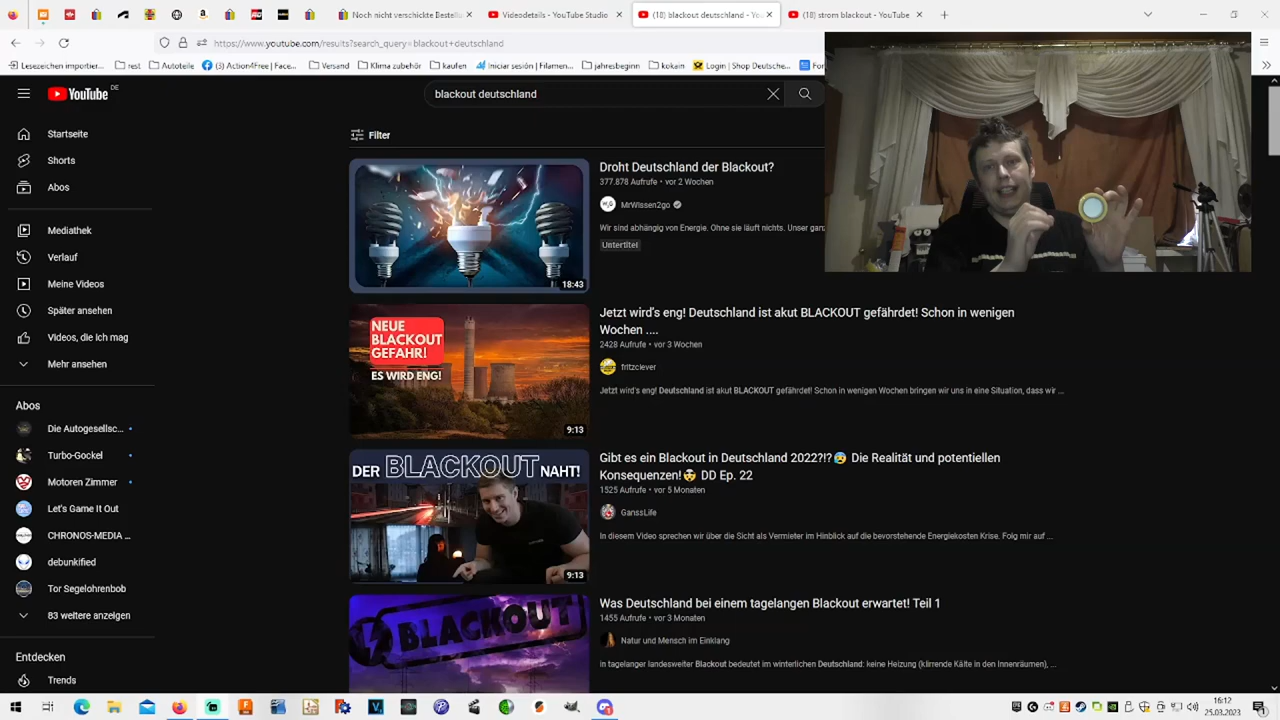 Noch nicht verschickte Bestell
Videodetails - YouTube Studio
(18) blackout deutschland - Yo
(18) strom blackout - YouTube
https://www.youtube.com/results?search_query=blackout+deutschland
Lesezeichen importier...
rest
Autoteile
(3) Action4Free | Face...
Versand
Klima zubehör
kaufen
Iniciar sesión | Filamen...
jahresbeginn
kokain
Login | Shop Deutsche...
YouTube DE
blackout deutschland
Startseite
Shorts
Abos
Mediathek
Verlauf
Meine Videos
Später ansehen
Videos, die ich mag
Mehr ansehen
Abos
Die Autogesellsc...
Turbo-Gockel
Motoren Zimmer
Let's Game It Out
CHRONOS-MEDIA ...
debunkified
Tor Segelohrenbob
83 weitere anzeigen
Entdecken
Trends
Filter
18:43
Droht Deutschland der Blackout?
377.878 Aufrufe • vor 2 Wochen
MrWissen2go
Wir sind abhängig von Energie. Ohne sie läuft nichts. Unser ganz
Untertitel
NEUE
BLACKOUT
GEFAHR!
ES WIRD ENG!
9:13
Jetzt wird's eng! Deutschland ist akut BLACKOUT gefährdet! Schon in wenigen
Wochen ....
2428 Aufrufe • vor 3 Wochen
fritzclever
Jetzt wird's eng! Deutschland ist akut BLACKOUT gefährdet! Schon in wenigen Wochen bringen wir uns in eine Situation, dass wir ...
DER BLACKOUT NAHT!
9:13
Gibt es ein Blackout in Deutschland 2022?!?😰 Die Realität und potentiellen
Konsequenzen!🤯 DD Ep. 22
1525 Aufrufe • vor 5 Monaten
GanssLife
In diesem Video sprechen wir über die Sicht als Vermieter im Hinblick auf die bevorstehende Energiekosten Krise. Folg mir auf ...
BLACKOUT
Was Deutschland bei einem tagelangen Blackout erwartet! Teil 1
1455 Aufrufe • vor 3 Monaten
Natur und Mensch im Einklang
in tagelanger landesweiter Blackout bedeutet im winterlichen Deutschland: keine Heizung (klirrende Kälte in den Innenräumen), ...
16:12
25.03.2023